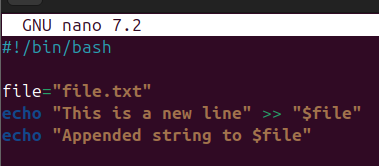 GNU nano 7.2
#!/bin/bash
file="file.txt"
echo "This is a new line" >> "$file"
echo "Appended string to $file"